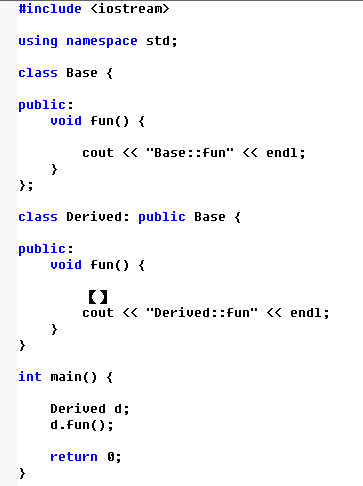 #include <iostream>
using namespace std;
class Base {
public:
    void fun() {
        cout << "Base::fun" << endl;
    }
};
class Derived: public Base {
public:
    void fun() {
        【】
        cout << "Derived::fun" << endl;
    }
}
int main() {
    Derived d;
    d.fun();
    return 0;
}